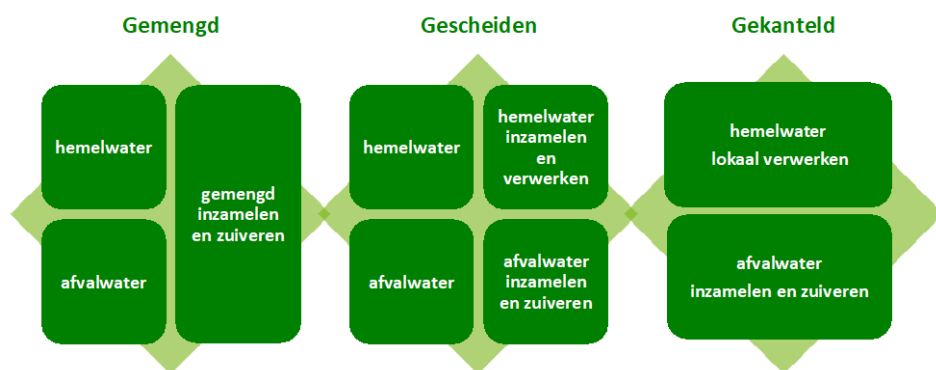 Gemengd
hemelwater
afvalwater
gemengd
inzamelen
en zuiveren
Gescheiden
hemelwater
hemelwater
inzamelen
en
verwerken
afvalwater
afvalwater
inzamelen
en zuiveren
Gekanteld
hemelwater
lokaal verwerken
afvalwater
inzamelen en zuiveren